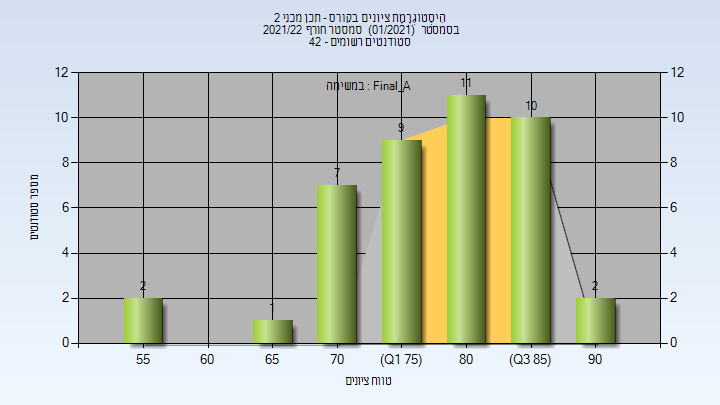 היסטוגרמת ציונים בקורס - תכן מכני 2
בסמסטר (01/2021) סמסטר חורף 2021/22
סטודנטים רשומים - 42
במשימה : Final_A
12 12
10 10
8 8
6 6
4 4
2 2
0 0
2 1 7 9 11 10 2
55 60 65 70 (Q1 75) 80 (Q3 85) 90
מספר סטודנטים
טווח ציונים